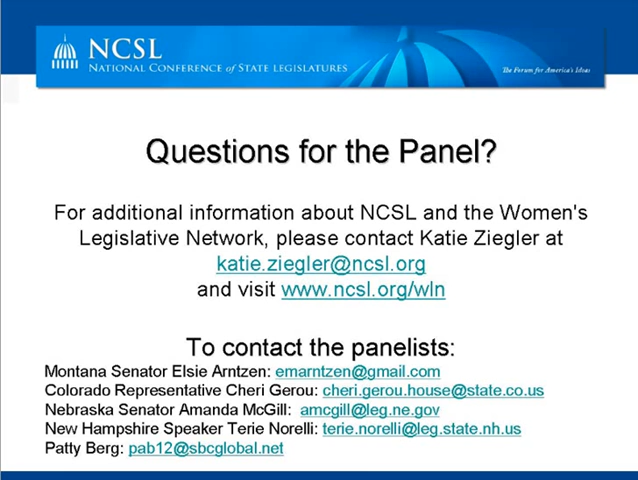 NCSL
NATIONAL CONFERENCE of STATE LEGISLATURES
The Forum for America's Ideas
Questions for the Panel?
For additional information about NCSL and the Women's
Legislative Network, please contact Katie Ziegler at
katie.ziegler@ncsl.org
and visit www.ncsl.org/wln
To contact the panelists:
Montana Senator Elsie Arntzen: emarntzen@gmail.com
Colorado Representative Cheri Gerou: cheri.gerou.house@state.co.us
Nebraska Senator Amanda McGill: amcgill@leg.ne.gov
New Hampshire Speaker Terie Norelli: terie.norelli@leg.state.nh.us
Patty Berg: pab12@sbcglobal.net